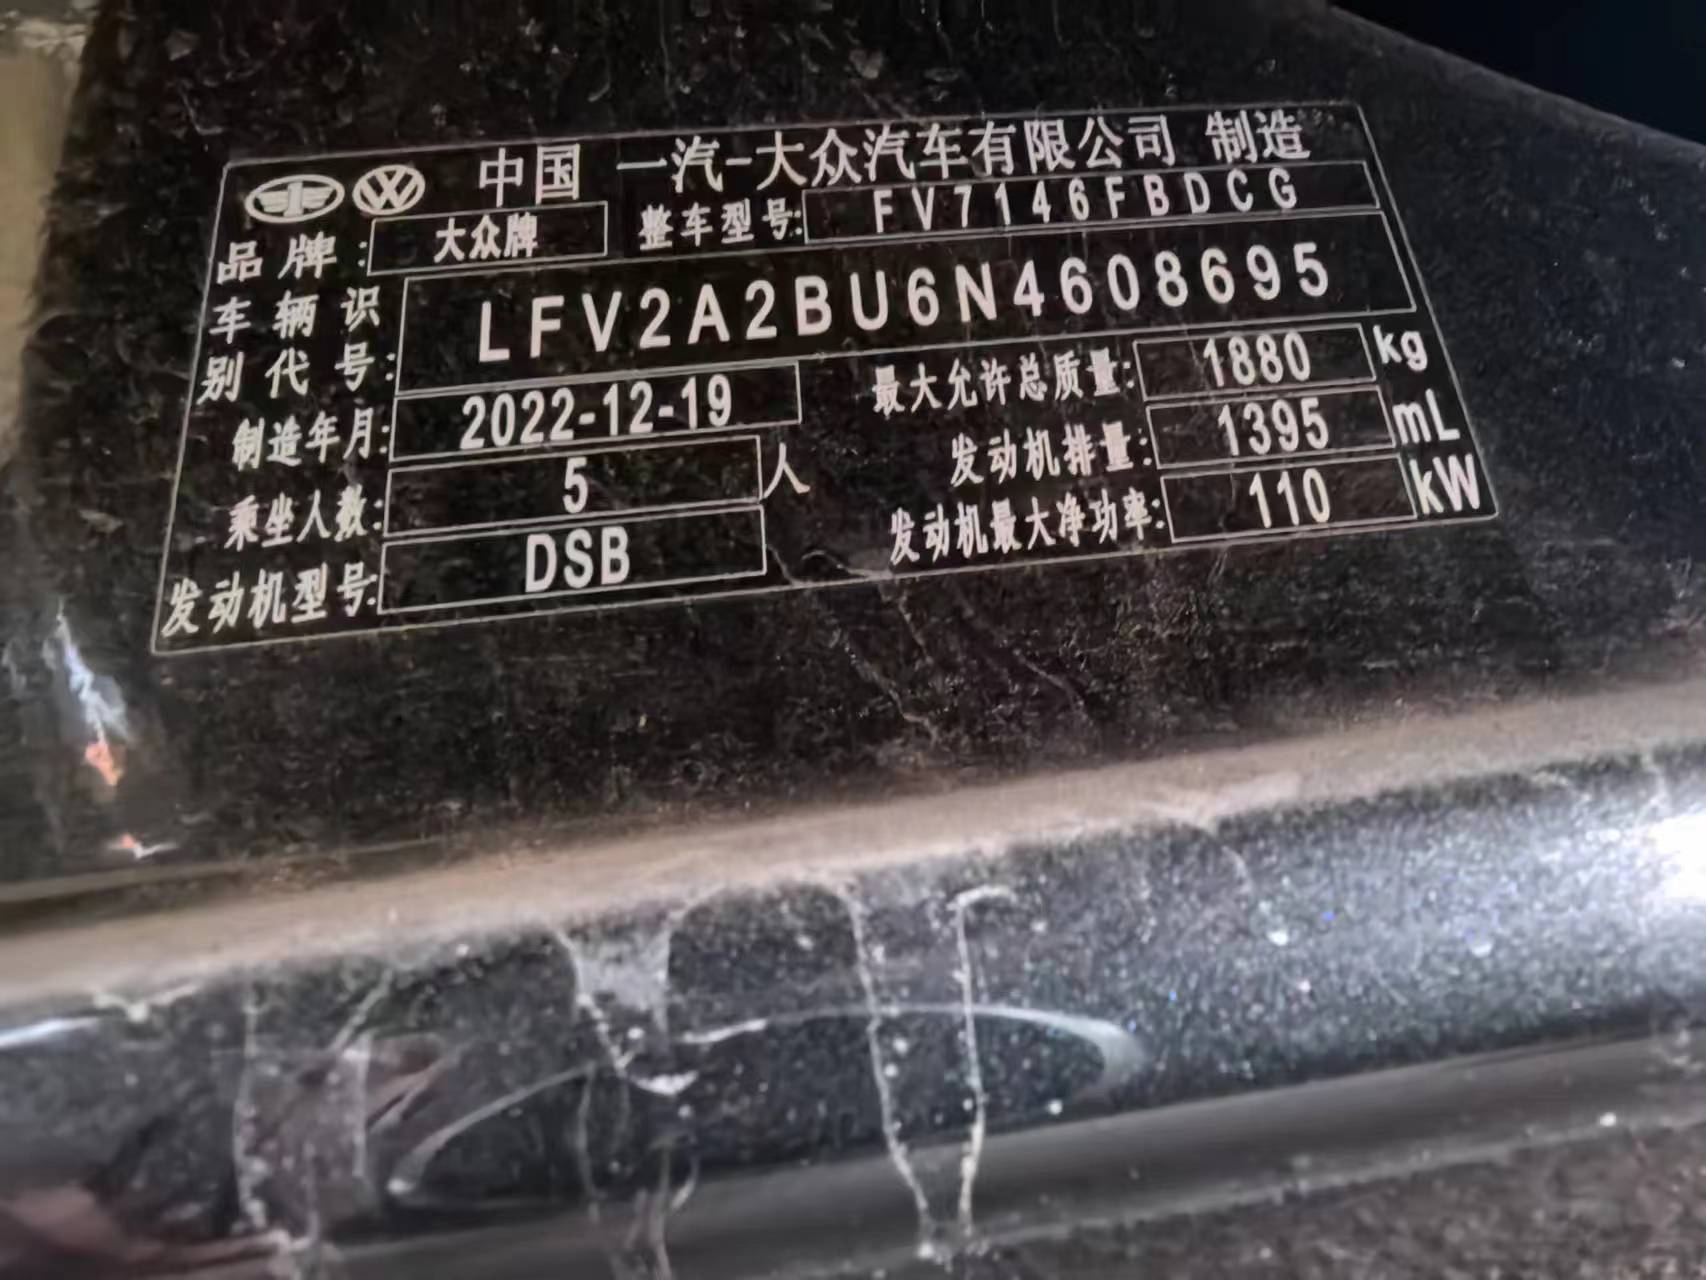 中国 一汽-大众汽车有限公司 制造
品牌: 大众牌 整车型号: FV7146FBDCG
车辆识别代号: LFV2A2BU6N4608695
制造年月: 2022-12-19 最大允许总质量: 1880 kg
乘坐人数: 5 人 发动机排量: 1395 mL
发动机型号: DSB 发动机最大净功率: 110 kW